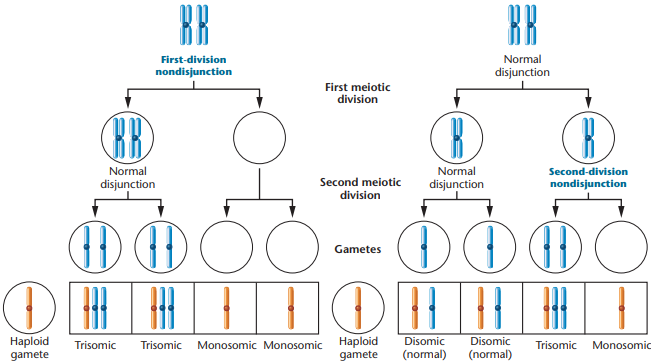 First-division
nondisjunction
Normal
disjunction
First meiotic
division
Normal
disjunction
Second meiotic
division
Normal
disjunction
Second-division
nondisjunction
Gametes
Haploid
gamete
Trisomic
Trisomic
Monosomic
Monosomic
Haploid
gamete
Disomic
(normal)
Disomic
(normal)
Trisomic
Monosomic